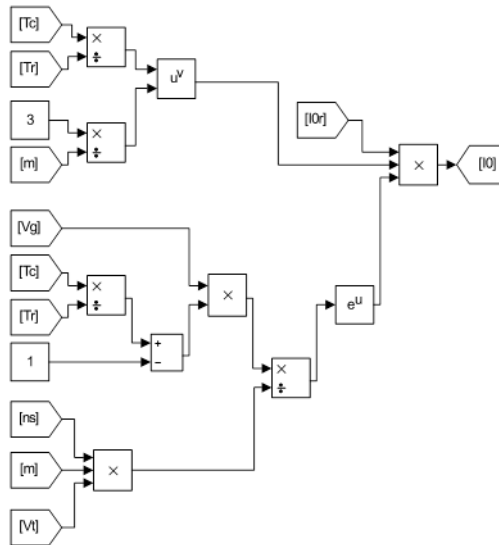 [Tc]
×
÷
[Tr]
u^v
3
×
÷
[m]
[I0r]
×
[I0]
[Vg]
[Tc]
×
÷
[Tr]
×
1
+
−
e^u
×
÷
[ns]
[m]
×
[Vt]